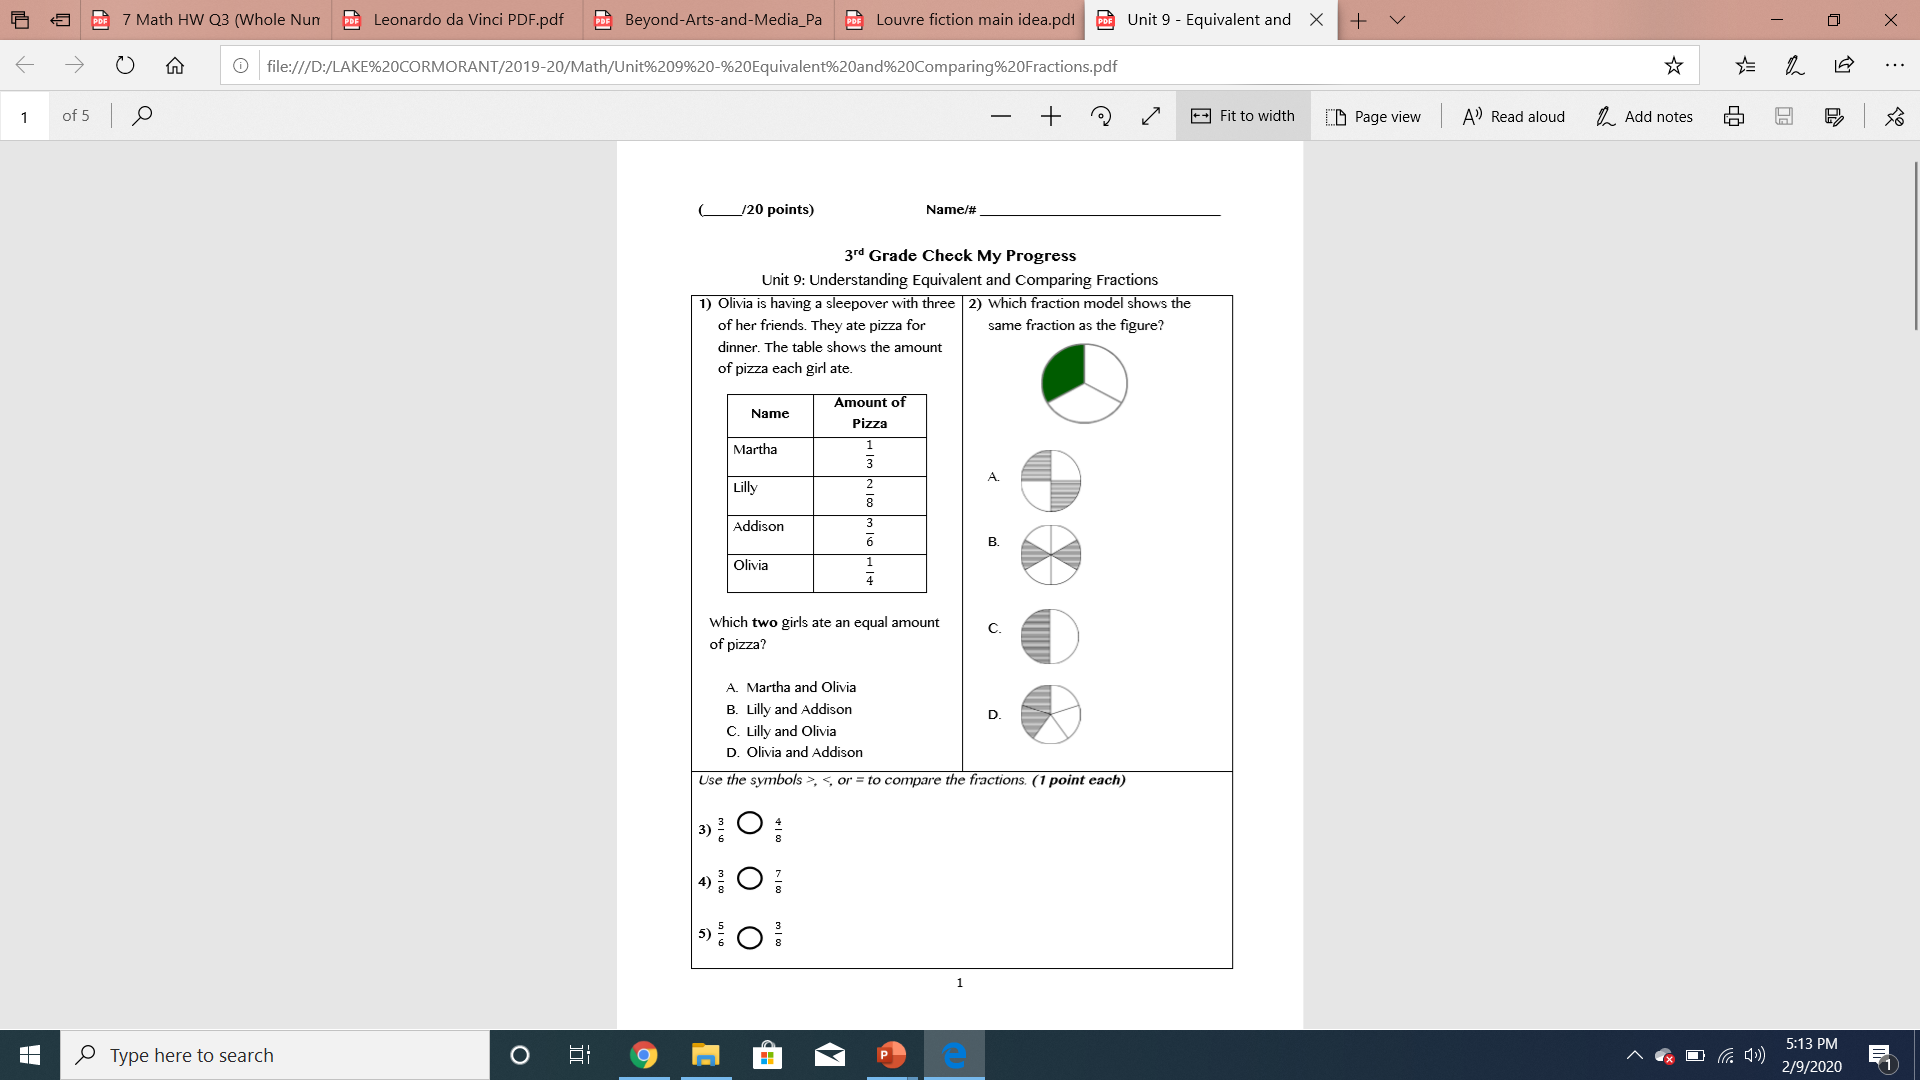 7 Math HW Q3 (Whole Nun
Leonardo da Vinci PDF.pdf
Beyond-Arts-and-Media_Pa
Louvre fiction main idea.pdf
Unit 9 - Equivalent and
file:///D:/LAKE%20CORMORANT/2019-20/Math/Unit%209%20-%20Equivalent%20and%20Comparing%20Fractions.pdf
1 of 5
Fit to width
Page view
Read aloud
Add notes
(_____/20 points) Name/# ______________________________
3rd Grade Check My Progress
Unit 9: Understanding Equivalent and Comparing Fractions
1) Olivia is having a sleepover with three
of her friends. They ate pizza for
dinner. The table shows the amount
of pizza each girl ate.
Name Amount of
Pizza
Martha 1/3
Lilly 2/8
Addison 3/6
Olivia 1/4
Which two girls ate an equal amount
of pizza?
A. Martha and Olivia
B. Lilly and Addison
C. Lilly and Olivia
D. Olivia and Addison
2) Which fraction model shows the
same fraction as the figure?
A.
B.
C.
D.
Use the symbols >, <, or = to compare the fractions. (1 point each)
3) 3/6 4/8
4) 3/8 7/8
5) 5/6 3/8
1
Type here to search
5:13 PM
2/9/2020
1